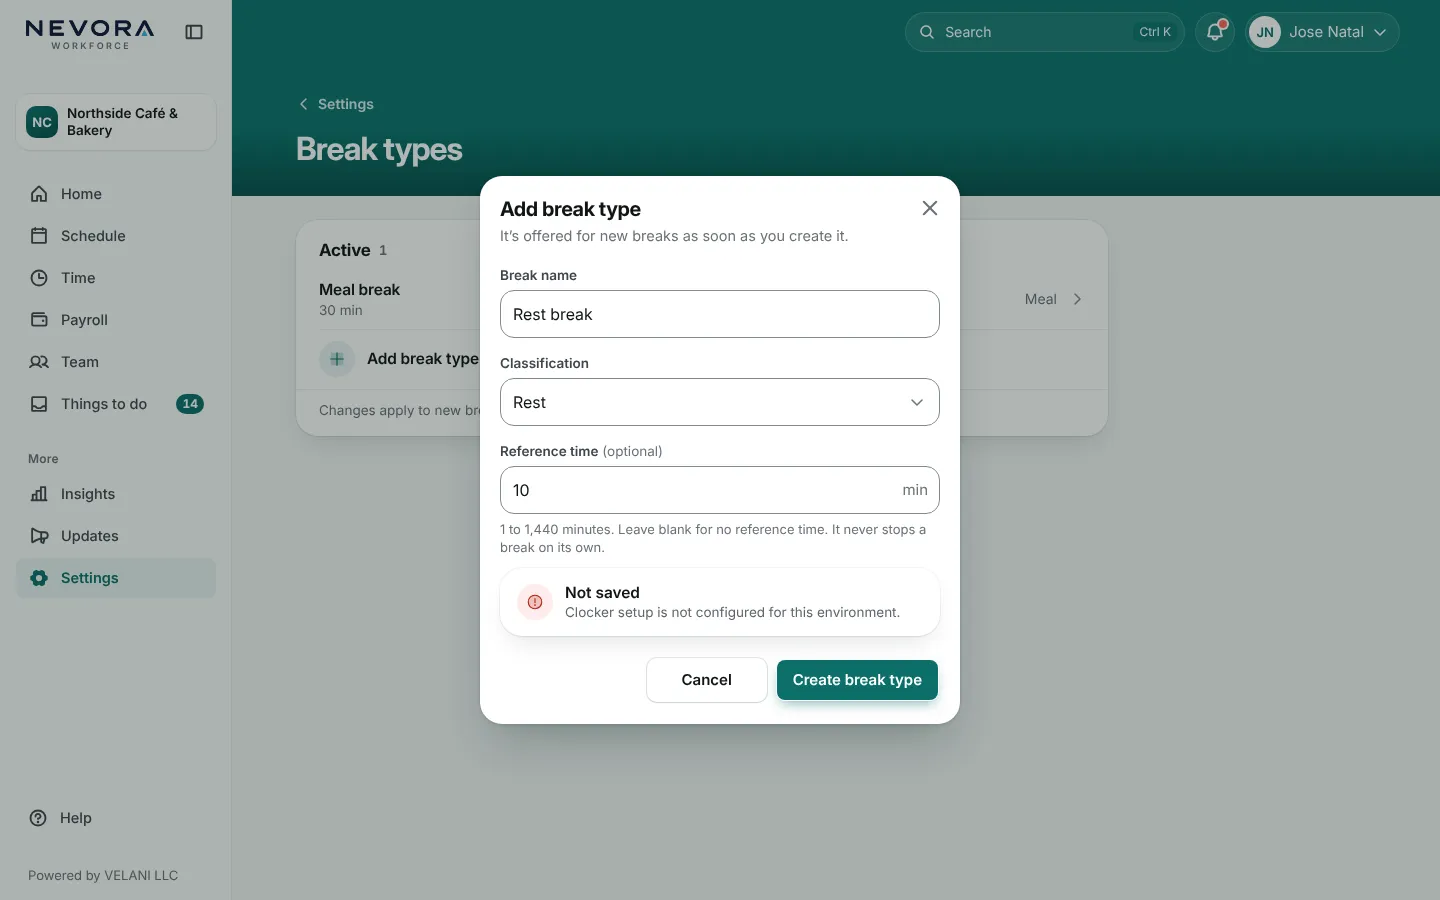 NEVORA
WORKFORCE
Search
Ctrl K
JN
Jose Natal
NC
Northside Café &
Bakery
Home
Schedule
Time
Payroll
Team
Things to do
14
More
Insights
Updates
Settings
Help
Powered by VELANI LLC
Settings
Break types
Active 1
Meal break
30 min
Meal
Add break type
Changes apply to new bre
Add break type
It's offered for new breaks as soon as you create it.
Break name
Rest break
Classification
Rest
Reference time (optional)
10
min
1 to 1,440 minutes. Leave blank for no reference time. It never stops a
break on its own.
Not saved
Clocker setup is not configured for this environment.
Cancel
Create break type